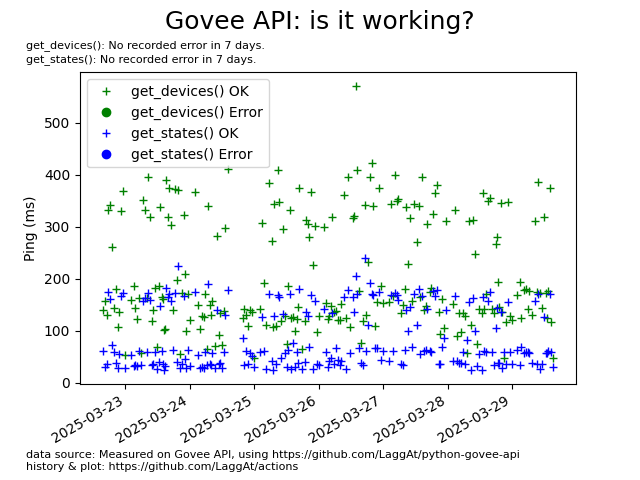 Govee API: is it working?
get_devices(): No recorded error in 7 days.
get_states(): No recorded error in 7 days.
get_devices() OK
get_devices() Error
get_states() OK
get_states() Error
Ping (ms)
500
400
300
200
100
0
2025-03-23
2025-03-24
2025-03-25
2025-03-26
2025-03-27
2025-03-28
2025-03-29
data source: Measured on Govee API, using https://github.com/LaggAt/python-govee-api
history & plot: https://github.com/LaggAt/actions